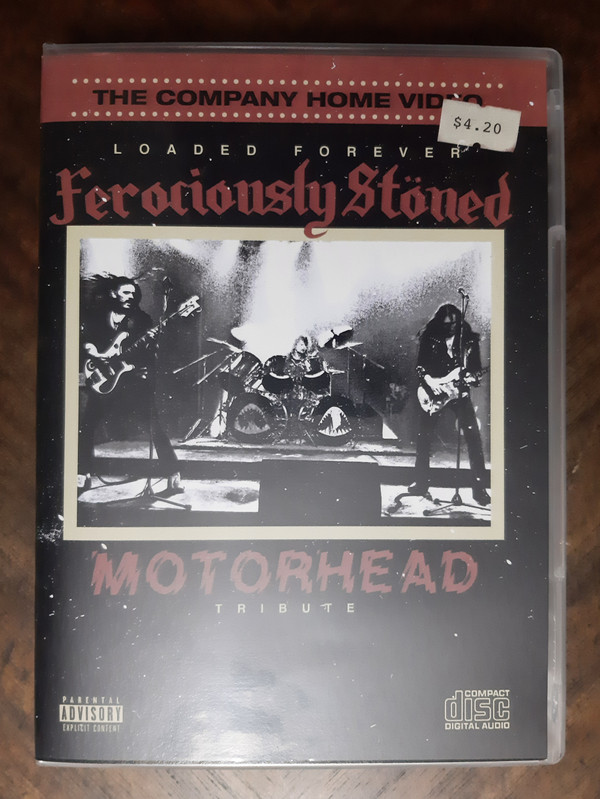 THE COMPANY HOME VIDEO
$4.20
LOADED FOREVER
Ferociously Stöned
MOTORHEAD
TRIBUTE
PARENTAL
ADVISORY
EXPLICIT CONTENT
COMPACT
disc
DIGITAL AUDIO